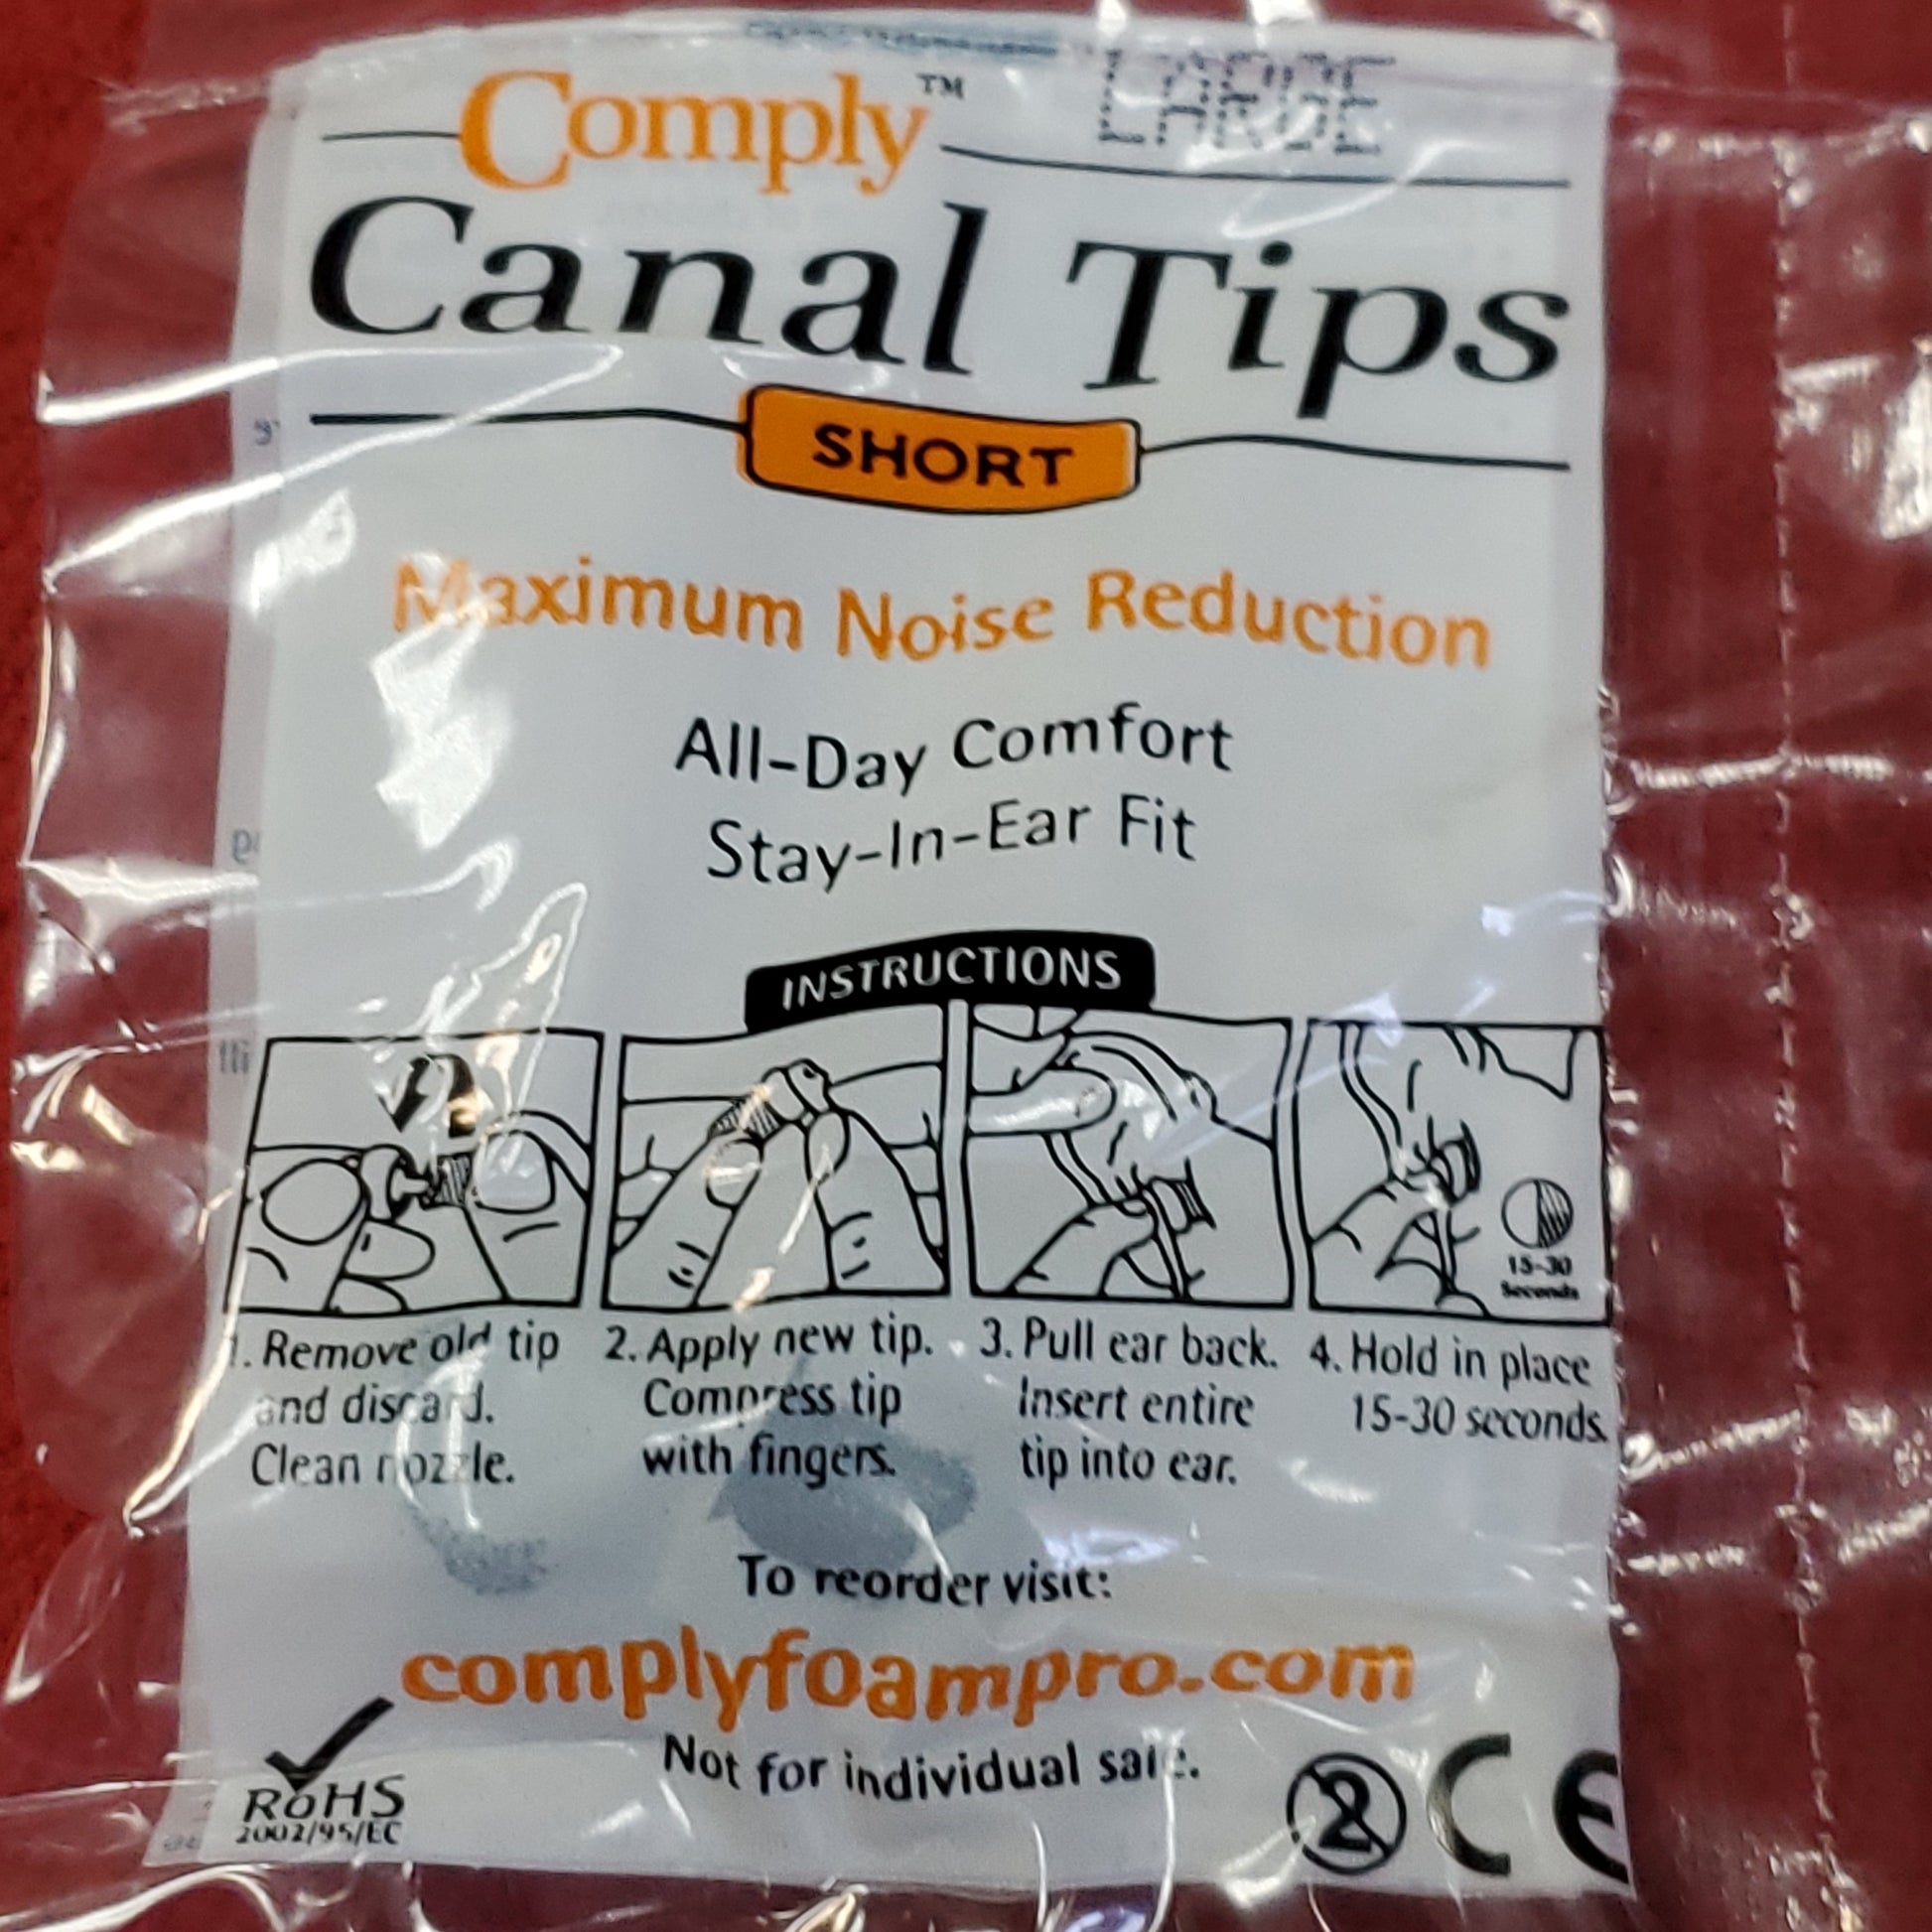 Comply™ LARGE
Canal Tips
SHORT
Maximum Noise Reduction
All-Day Comfort
Stay-In-Ear Fit
INSTRUCTIONS
15-30
Seconds
1. Remove old tip
and discard.
Clean nozzle.
2. Apply new tip.
Compress tip
with fingers.
3. Pull ear back.
Insert entire
tip into ear.
4. Hold in place
15-30 seconds.
To reorder visit:
complyfoampro.com
Not for individual sale.
RoHS
2002/95/EC
2
CE